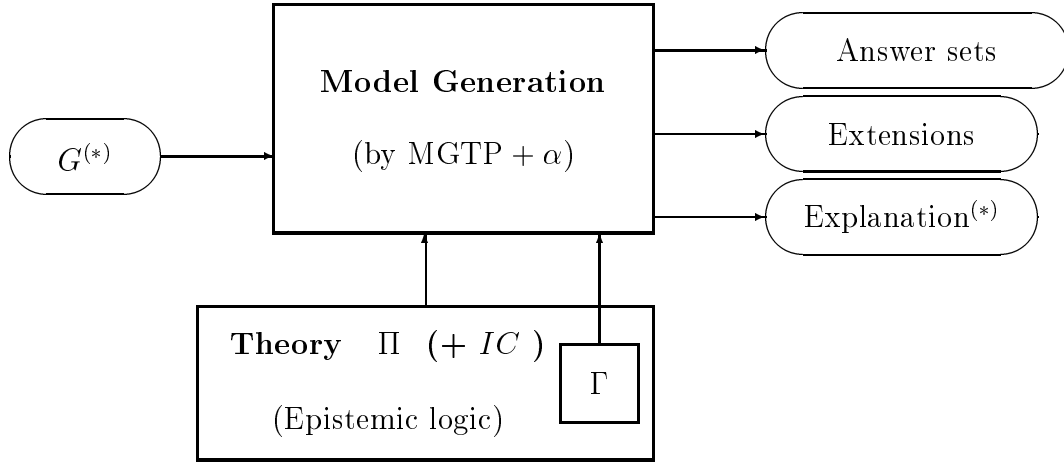 Model Generation
(by MGTP + α)
G(*)
Answer sets
Extensions
Explanation(*)
Theory Π (+ IC )
(Epistemic logic)
Γ